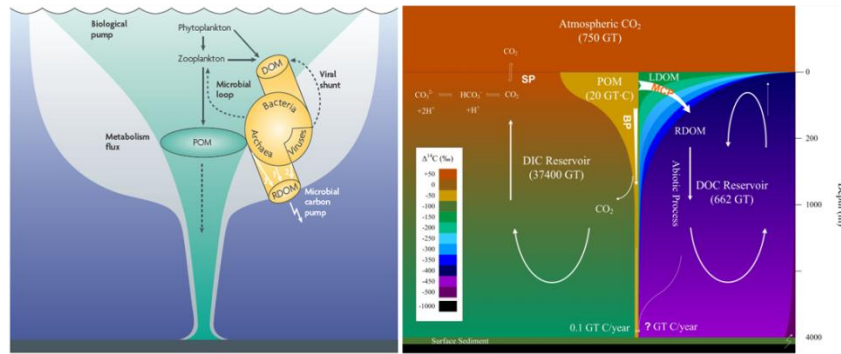 Biological
pump
Phytoplankton
Zooplankton
DOM
Microbial
loop
Viral
shunt
Bacteria
Archaea
Viruses
Metabolism
flux
POM
RDOM
Microbial
carbon
pump
Atmospheric CO₂
(750 GT)
CO₂
SP
CO₃²⁻
HCO₃⁻
CO₂
+2H⁺
+H⁺
POM
(20 GT·C)
BP
LDOM
MCP
RDOM
0
200
1000
4000
Δ¹⁴C (‰)
+50
0
-50
-100
-150
-200
-250
-300
-350
-400
-450
-500
-1000
DIC Reservoir
(37400 GT)
CO₂
Abiotic Process
DOC Reservoir
(662 GT)
0.1 GT C/year
? GT C/year
Surface Sediment